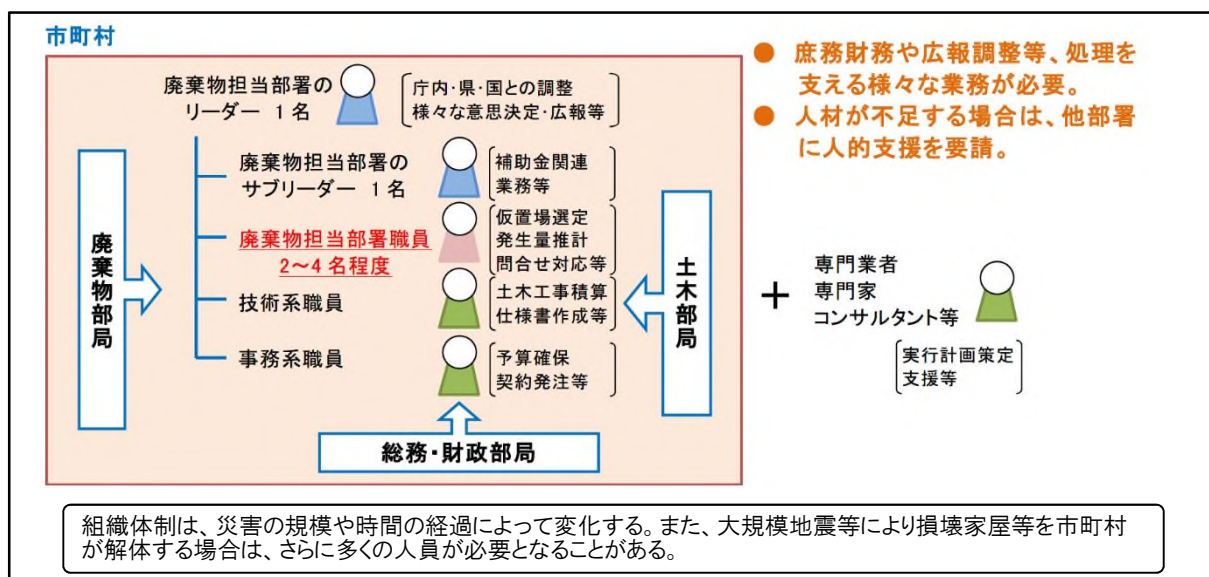 市町村
廃棄物担当部署の
リーダー 1名
庁内・県・国との調整
様々な意思決定・広報等
廃棄物担当部署の
サブリーダー 1名
補助金関連
業務等
廃棄物担当部署職員
2～4名程度
仮置場選定
発生量推計
問合せ対応等
技術系職員
土木工事積算
仕様書作成等
事務系職員
予算確保
契約発注等
廃棄物部局
土木部局
総務・財政部局
● 庶務財務や広報調整等、処理を
支える様々な業務が必要。
● 人材が不足する場合は、他部署
に人的支援を要請。
＋
専門業者
専門家
コンサルタント等
実行計画策定
支援等
組織体制は、災害の規模や時間の経過によって変化する。また、大規模地震等により損壊家屋等を市町村
が解体する場合は、さらに多くの人員が必要となることがある。